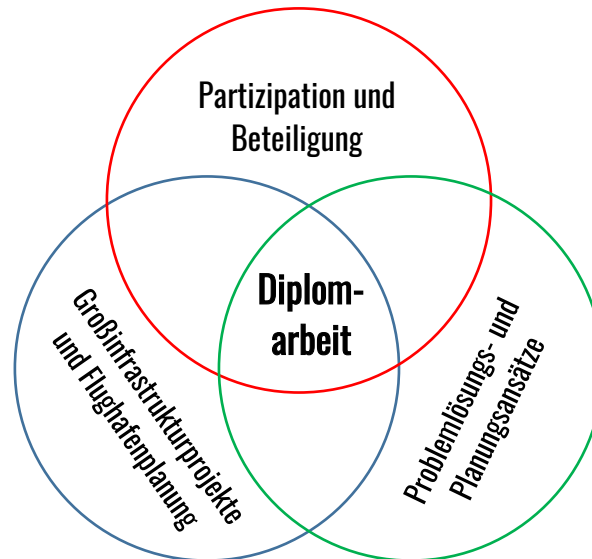 Partizipation und
Beteiligung
Diplom-
arbeit
Großinfrastrukturprojekte
und Flughafenplanung
Problemlösungs- und
Planungsansätze